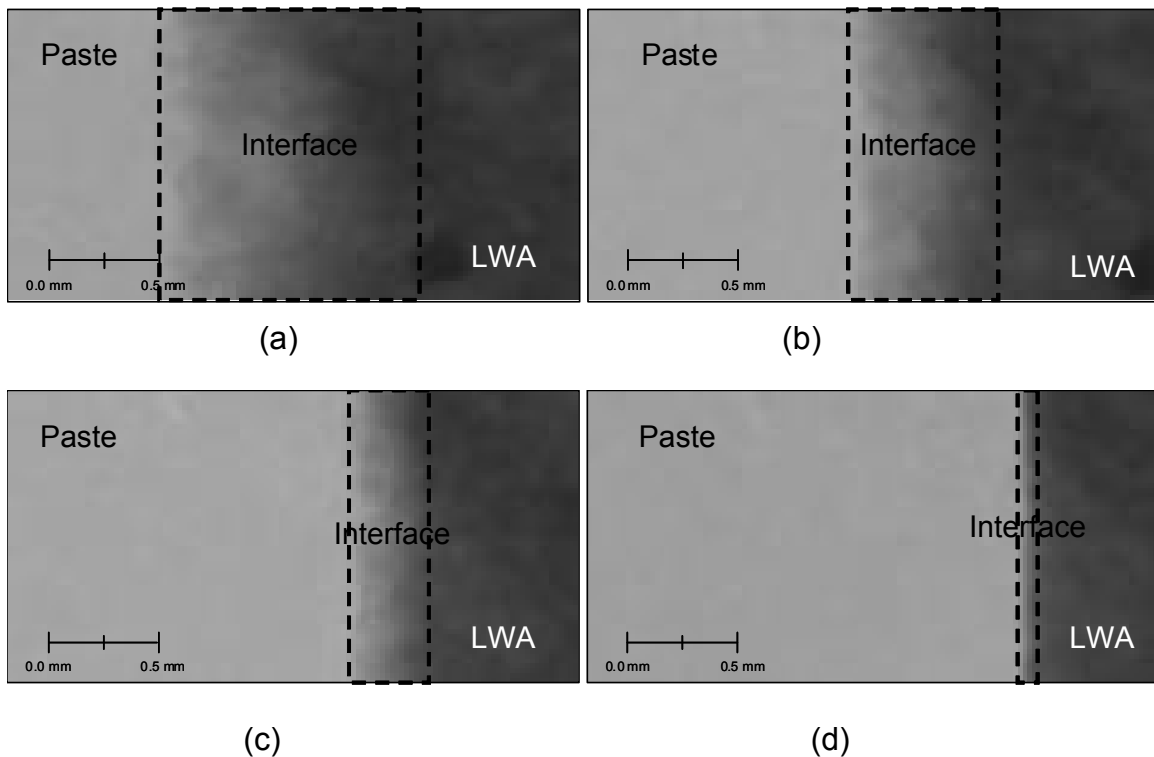 Paste
Interface
LWA
0.0 mm
0.5 mm
(a)
Paste
Interface
LWA
0.0 mm
0.5 mm
(b)
Paste
Interface
LWA
0.0 mm
0.5 mm
(c)
Paste
Interface
LWA
0.0 mm
0.5 mm
(d)